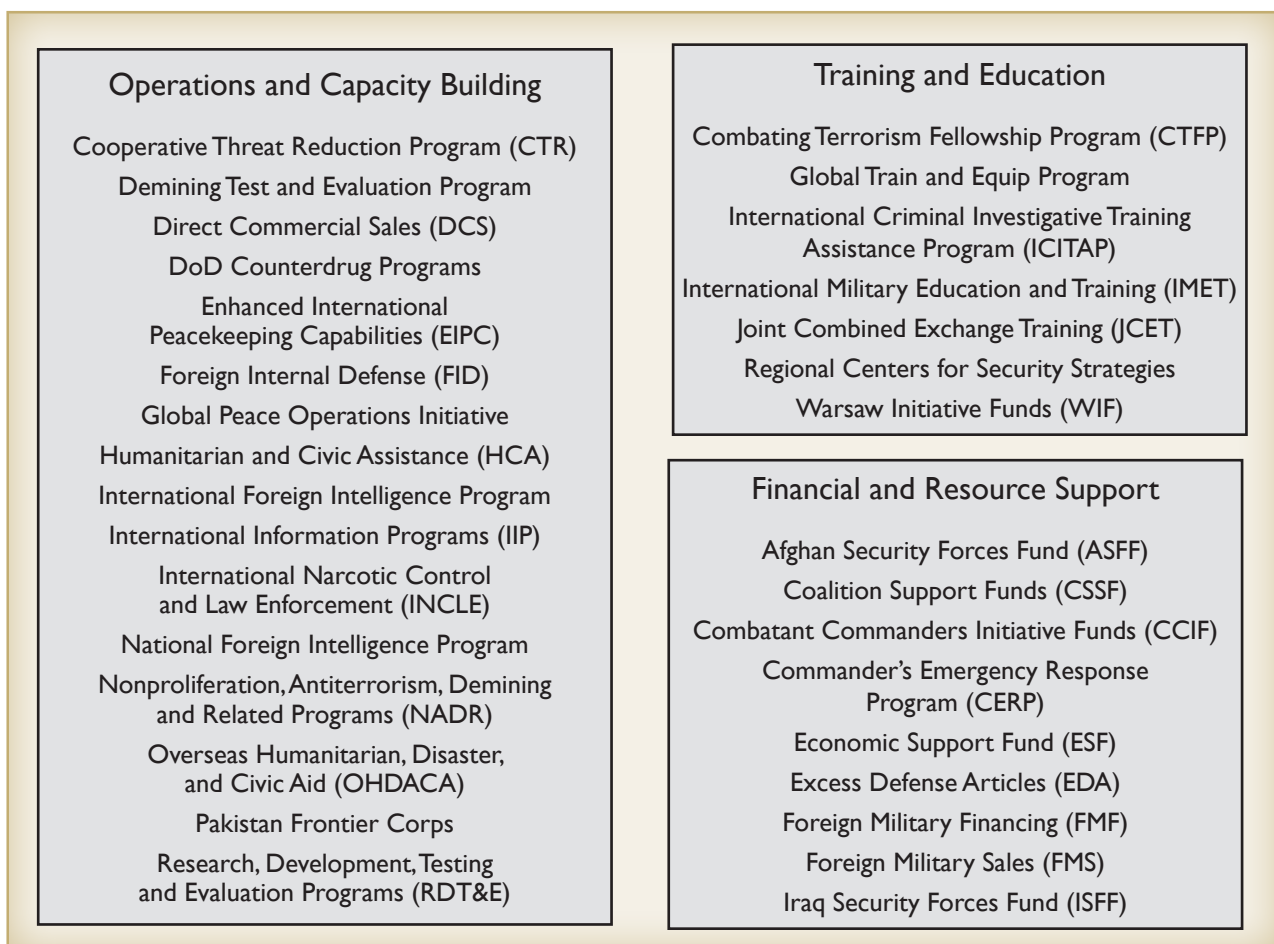 Operations and Capacity Building
Cooperative Threat Reduction Program (CTR)
Demining Test and Evaluation Program
Direct Commercial Sales (DCS)
DoD Counterdrug Programs
Enhanced International
Peacekeeping Capabilities (EIPC)
Foreign Internal Defense (FID)
Global Peace Operations Initiative
Humanitarian and Civic Assistance (HCA)
International Foreign Intelligence Program
International Information Programs (IIP)
International Narcotic Control
and Law Enforcement (INCLE)
National Foreign Intelligence Program
Nonproliferation, Antiterrorism, Demining
and Related Programs (NADR)
Overseas Humanitarian, Disaster,
and Civic Aid (OHDACA)
Pakistan Frontier Corps
Research, Development, Testing
and Evaluation Programs (RDT&E)
Training and Education
Combating Terrorism Fellowship Program (CTFP)
Global Train and Equip Program
International Criminal Investigative Training
Assistance Program (ICITAP)
International Military Education and Training (IMET)
Joint Combined Exchange Training (JCET)
Regional Centers for Security Strategies
Warsaw Initiative Funds (WIF)
Financial and Resource Support
Afghan Security Forces Fund (ASFF)
Coalition Support Funds (CSSF)
Combatant Commanders Initiative Funds (CCIF)
Commander’s Emergency Response
Program (CERP)
Economic Support Fund (ESF)
Excess Defense Articles (EDA)
Foreign Military Financing (FMF)
Foreign Military Sales (FMS)
Iraq Security Forces Fund (ISFF)